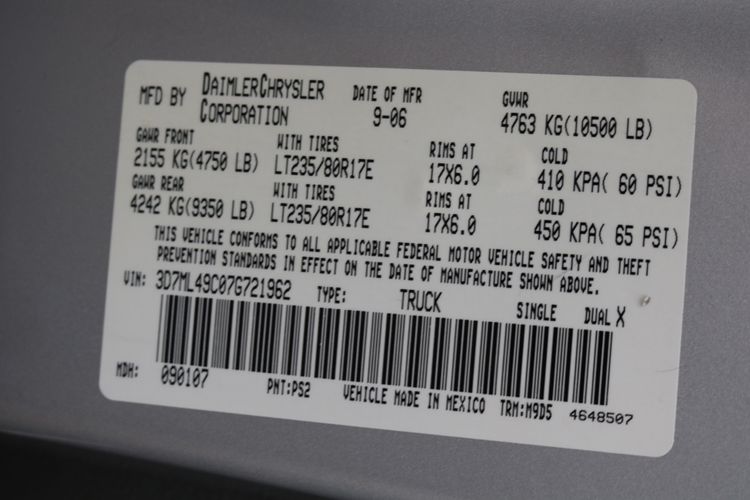 MFD BY DAIMLERCHRYSLER CORPORATION DATE OF MFR 9-06 GVWR 4763 KG(10500 LB)
GAWR FRONT WITH TIRES RIMS AT COLD
2155 KG(4750 LB) LT235/80R17E 17X6.0 410 KPA( 60 PSI)
GAWR REAR WITH TIRES RIMS AT COLD
4242 KG(9350 LB) LT235/80R17E 17X6.0 450 KPA( 65 PSI)
THIS VEHICLE CONFORMS TO ALL APPLICABLE FEDERAL MOTOR VEHICLE SAFETY AND THEFT
PREVENTION STANDARDS IN EFFECT ON THE DATE OF MANUFACTURE SHOWN ABOVE.
VIN: 3D7ML49C07G721962 TYPE: TRUCK SINGLE DUAL X
MDH: 090107 PNT:PS2 VEHICLE MADE IN MEXICO TRM:M9D5 4648507